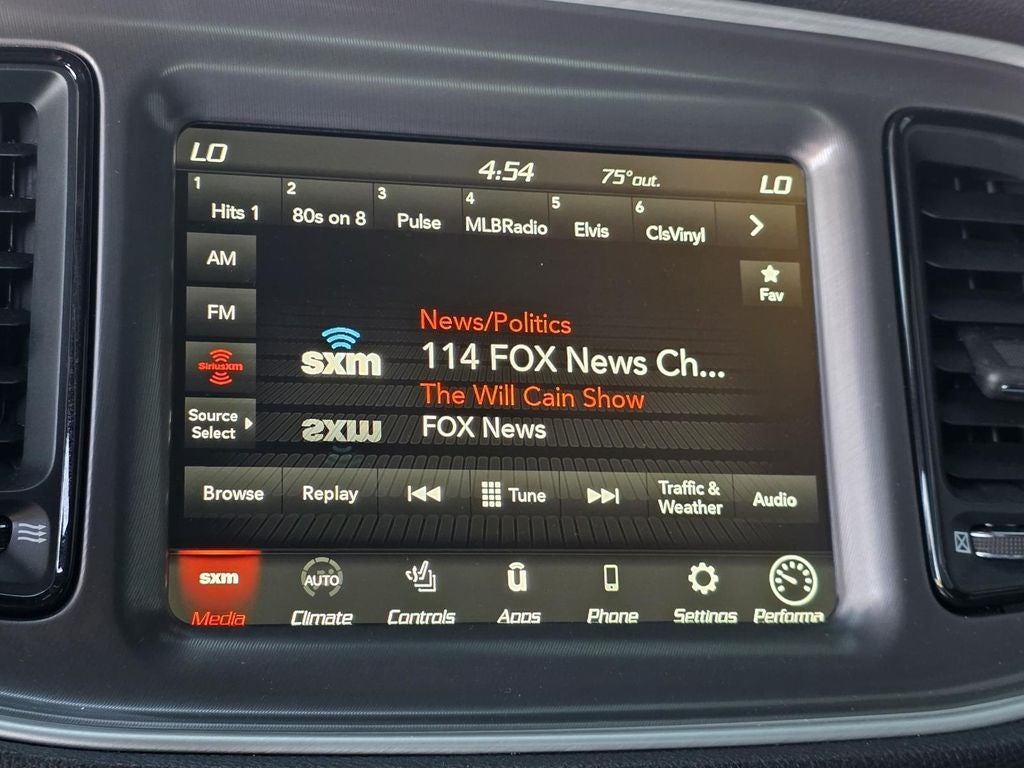 LO 4:54 75° out. LO
1 Hits 1
2 80s on 8
3 Pulse
4 MLBRadio
5 Elvis
6 ClsVinyl
AM
Fav
FM
News/Politics
SiriusXM
sxm
114 FOX News Ch...
The Will Cain Show
Source
Select
sxm
FOX News
Browse
Replay
Tune
Traffic &
Weather
Audio
sxm
Media
AUTO
Climate
Controls
Apps
Phone
Settings
Performa